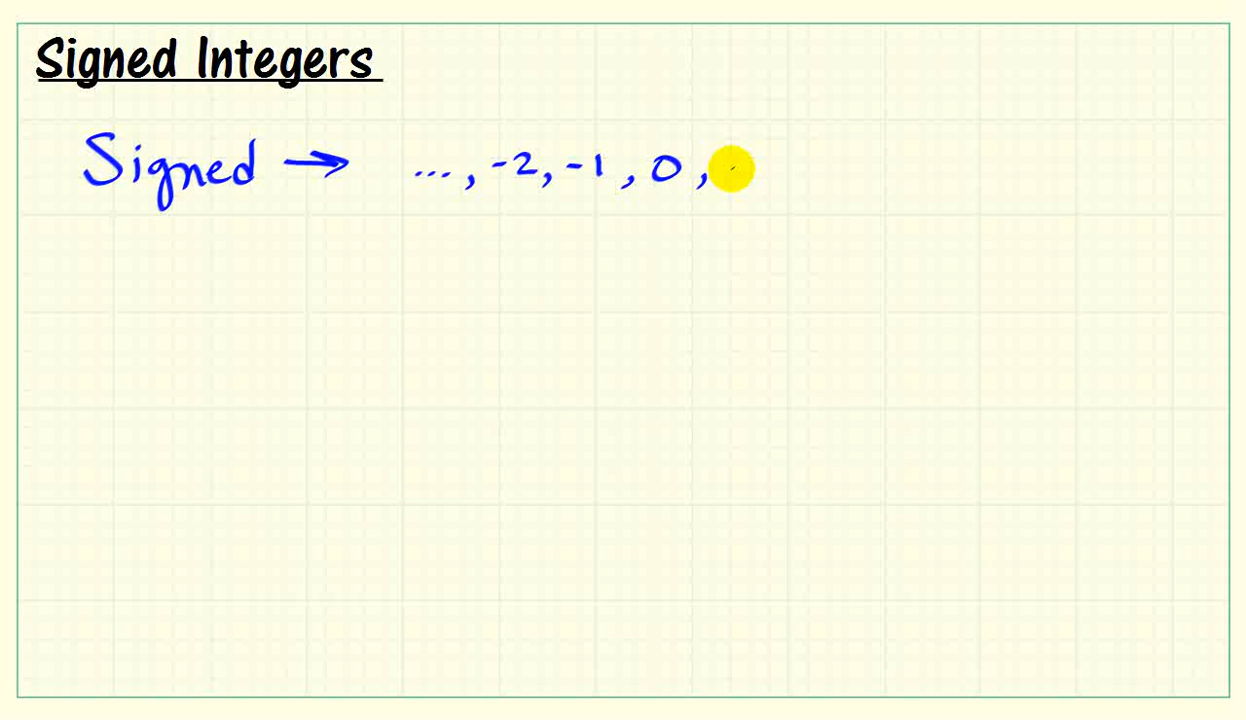 Signed Integers
Signed → ..., -2, -1, 0,